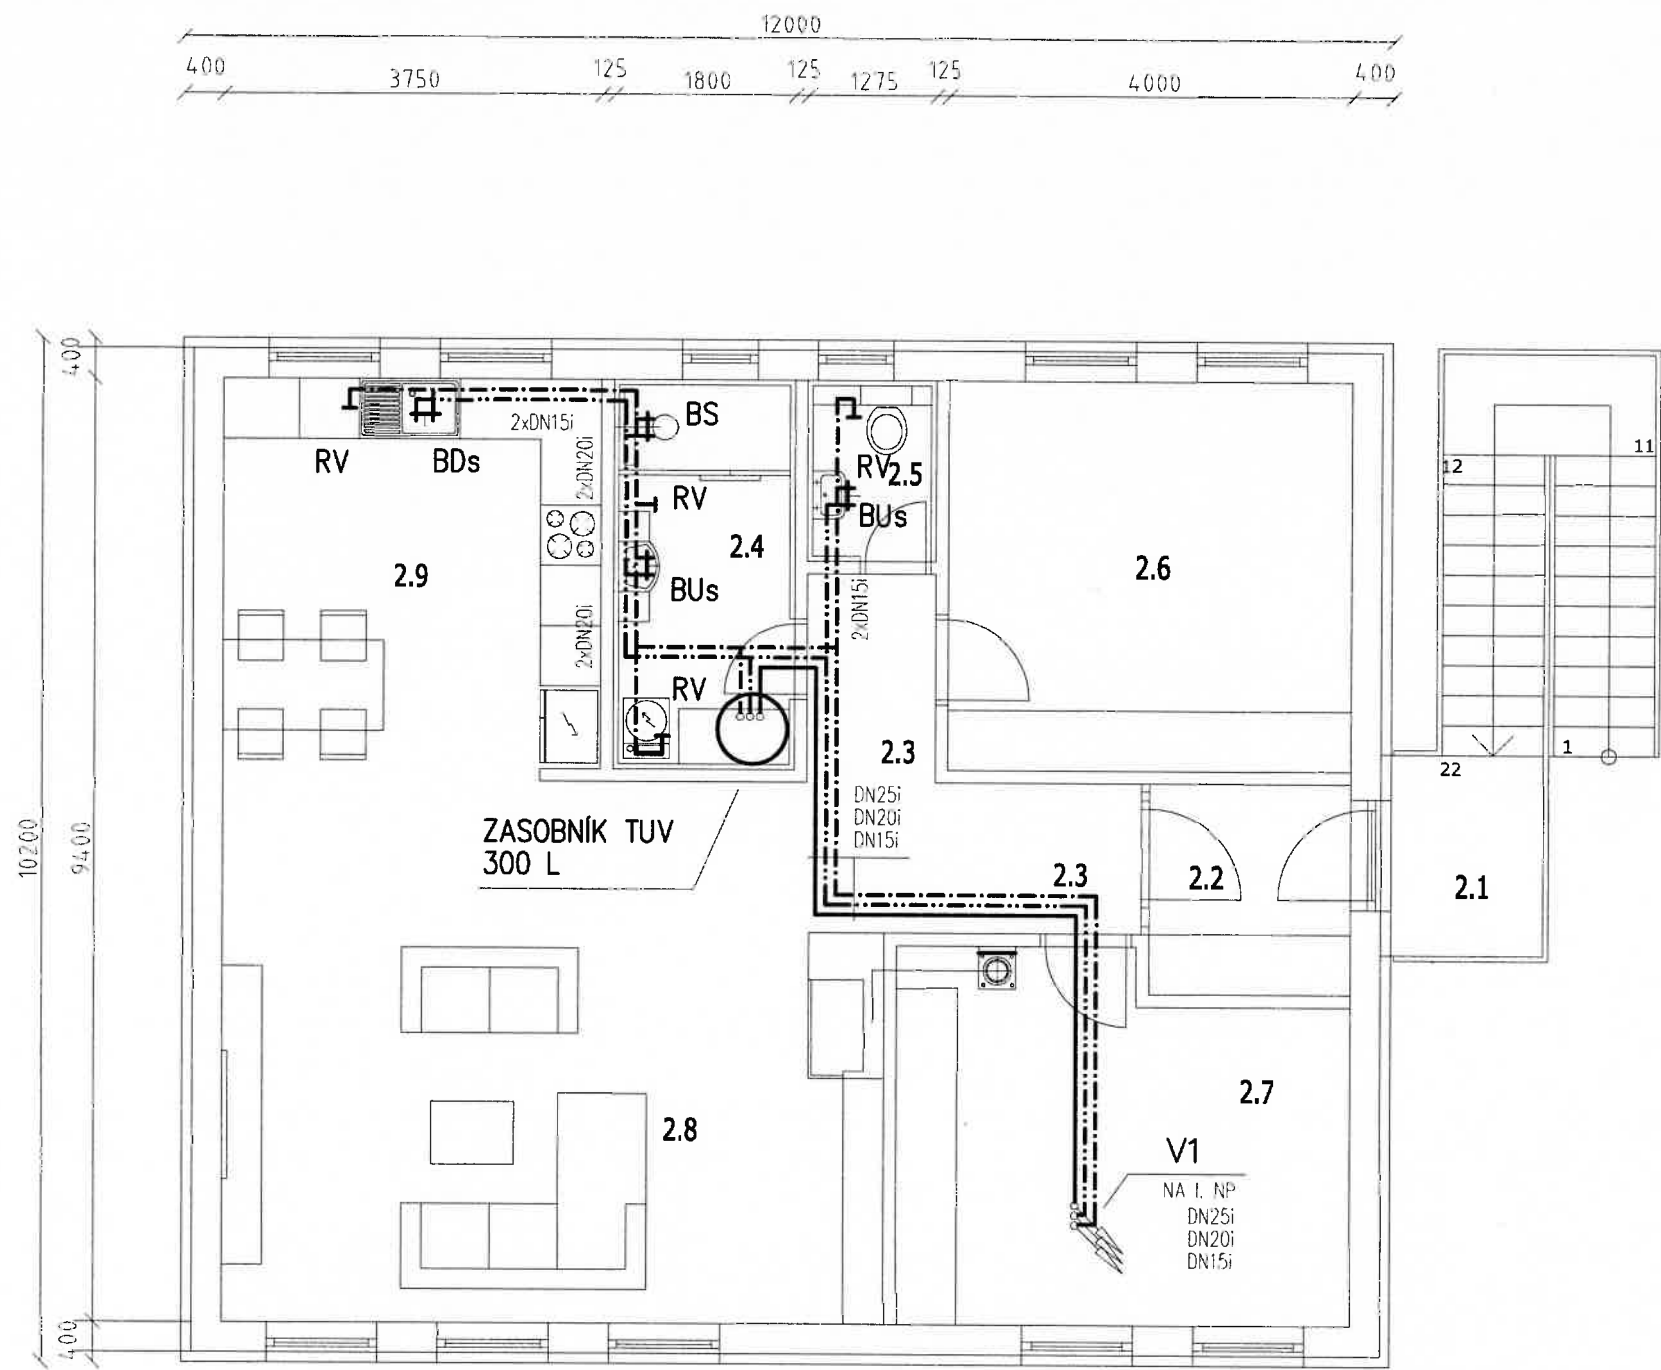 12000
400 3750 125 1800 125 1275 125 4000 400
400
2xDN15i
BS
RV BDs
2xDN20i
RV
2.5
11
12
RV
BUs
2.4
2.9
2.6
BUs
2xDN15i
2xDN20i
RV
2.3
1
22
DN25i
DN20i
DN15i
ZASOBNÍK TUV
300 L
10200
9400
2.3
2.2
2.1
2.7
2.8
V1
NA I. NP
DN25i
DN20i
DN15i
400